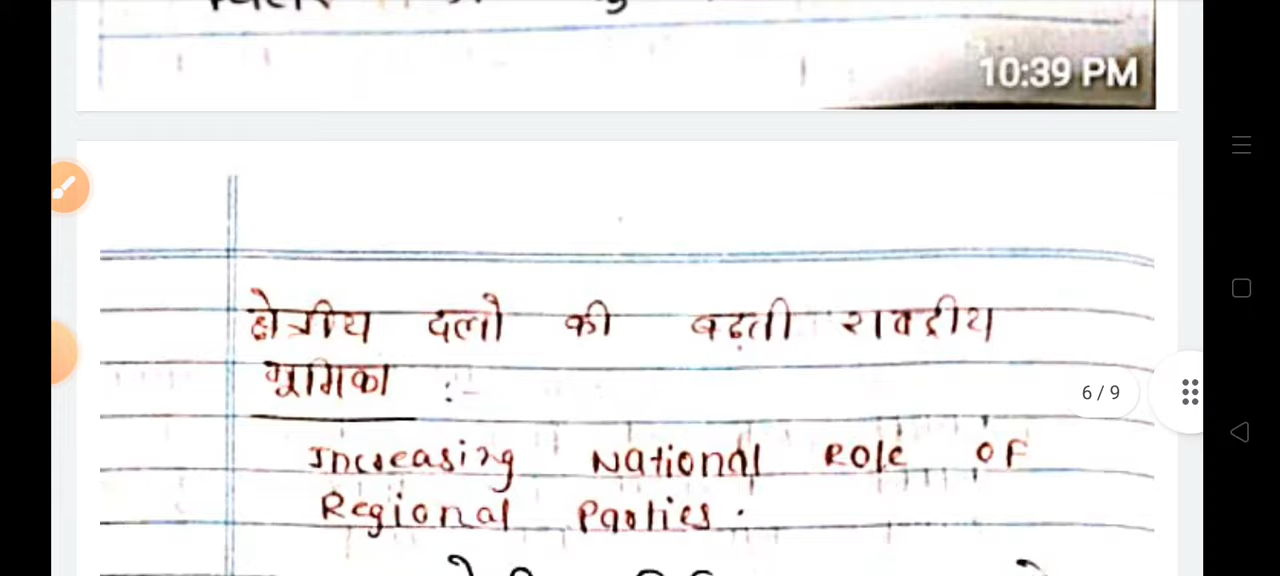 10:39 PM
क्षेत्रीय दलो की बढ़ती राष्ट्रीय
भूमिका :-
6 / 9
Increasing National Role OF
Regional Parties .